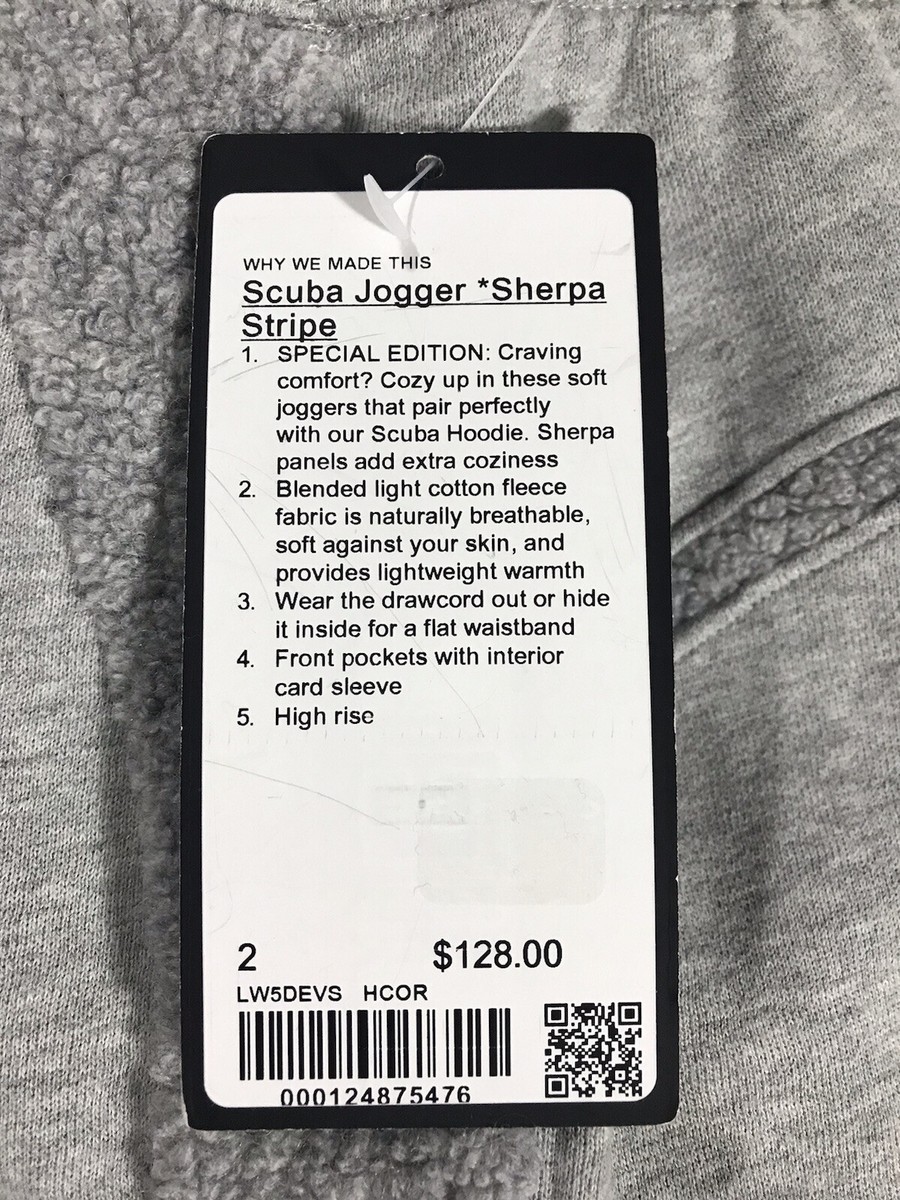 WHY WE MADE THIS
Scuba Jogger *Sherpa
Stripe
1. SPECIAL EDITION: Craving
comfort? Cozy up in these soft
joggers that pair perfectly
with our Scuba Hoodie. Sherpa
panels add extra coziness
2. Blended light cotton fleece
fabric is naturally breathable,
soft against your skin, and
provides lightweight warmth
3. Wear the drawcord out or hide
it inside for a flat waistband
4. Front pockets with interior
card sleeve
5. High rise
2 $128.00
LW5DEVS HCOR
000124875476